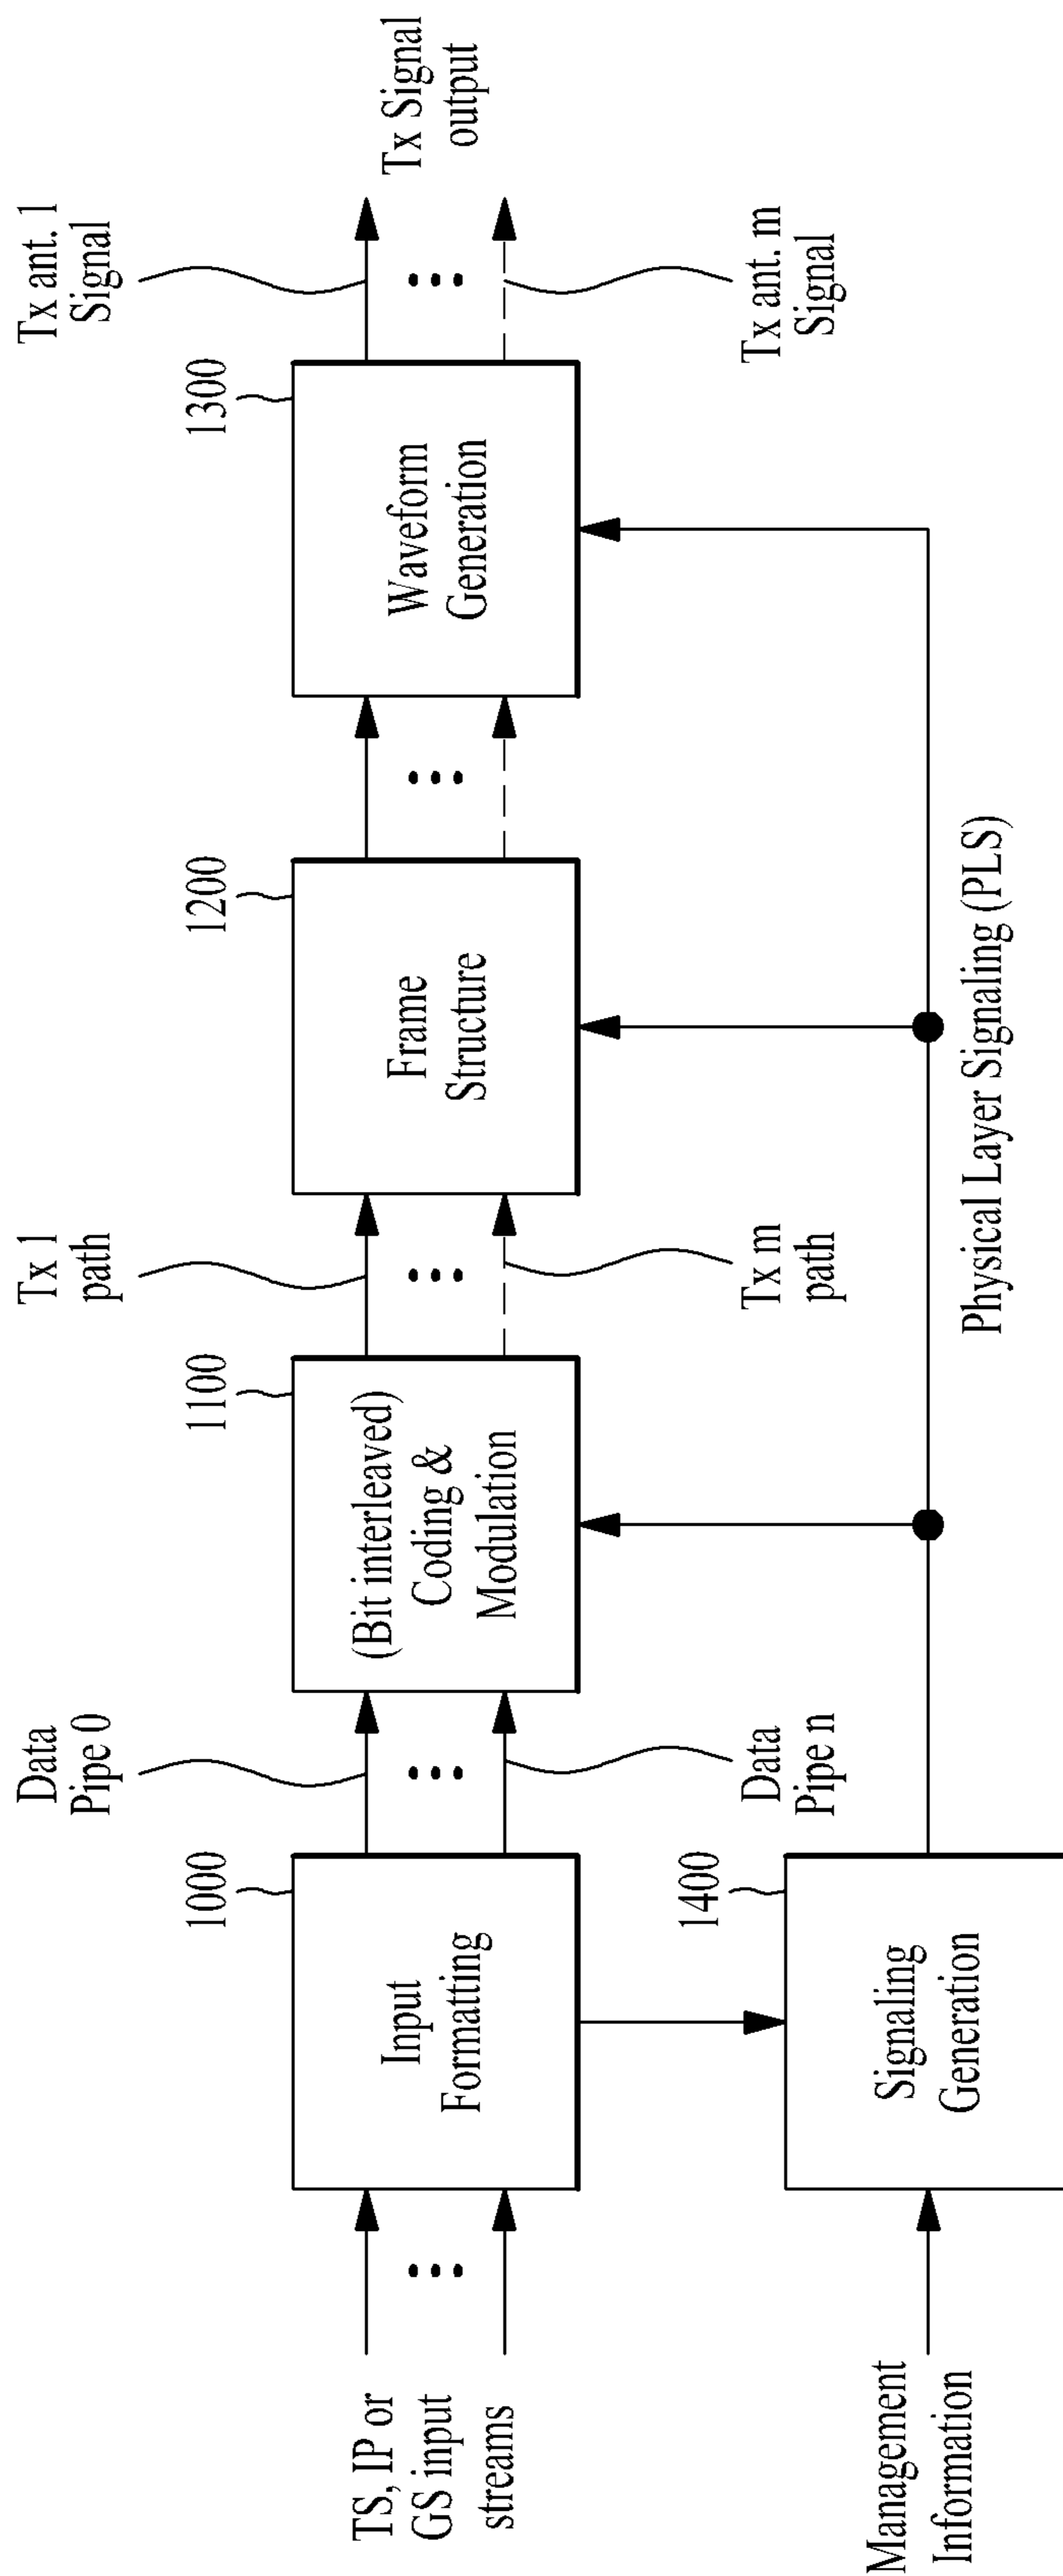 TS, IP or
GS input
streams
1000
Input
Formatting
Data
Pipe 0
Data
Pipe n
1100
(Bit interleaved)
Coding &
Modulation
Tx 1
path
Tx m
path
1200
Frame
Structure
1300
Waveform
Generation
Tx ant. 1
Signal
Tx Signal
output
Tx ant. m
Signal
Management
Information
1400
Signaling
Generation
Physical Layer Signaling (PLS)